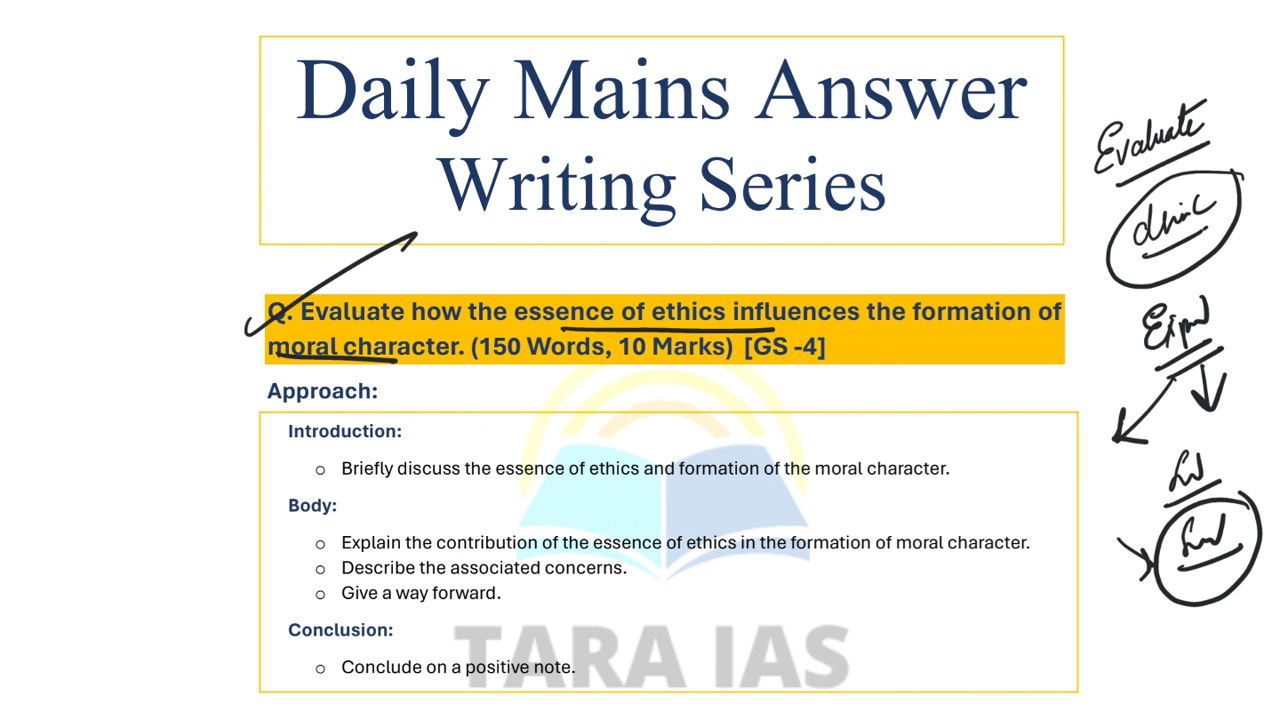 Daily Mains Answer
Writing Series
Q. Evaluate how the essence of ethics influences the formation of
moral character. (150 Words, 10 Marks) [GS -4]
Approach:
Introduction:
o Briefly discuss the essence of ethics and formation of the moral character.
Body:
o Explain the contribution of the essence of ethics in the formation of moral character.
o Describe the associated concerns.
o Give a way forward.
Conclusion:
o Conclude on a positive note.
TARA IAS
Evaluate